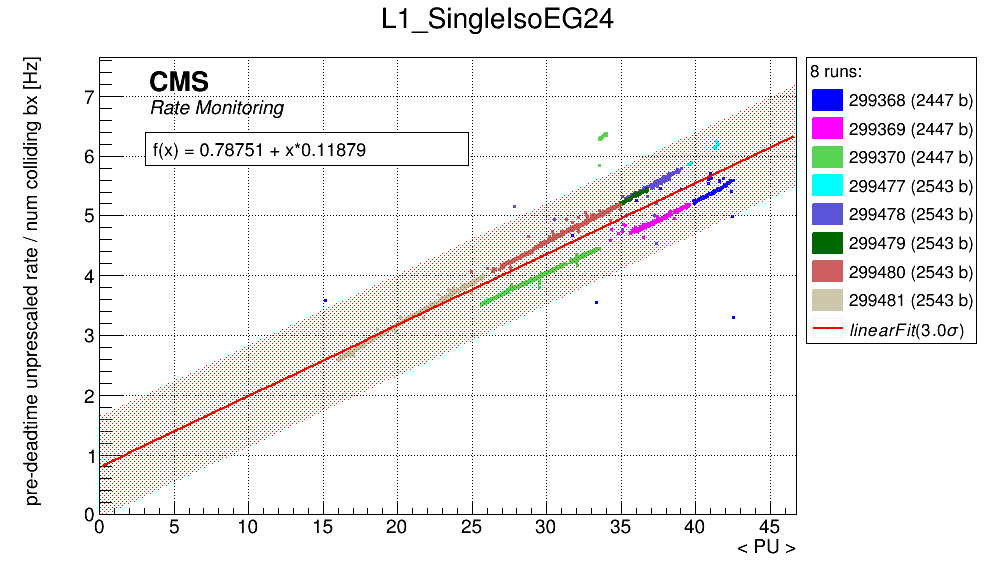 L1_SingleIsoEG24
pre-deadtime unprescaled rate / num colliding bx [Hz]
CMS
Rate Monitoring
f(x) = 0.78751 + x*0.11879
7
6
5
4
3
2
1
0
0 5 10 15 20 25 30 35 40 45
< PU >
8 runs:
299368 (2447 b)
299369 (2447 b)
299370 (2447 b)
299477 (2543 b)
299478 (2543 b)
299479 (2543 b)
299480 (2543 b)
299481 (2543 b)
linearFit(3.0σ)